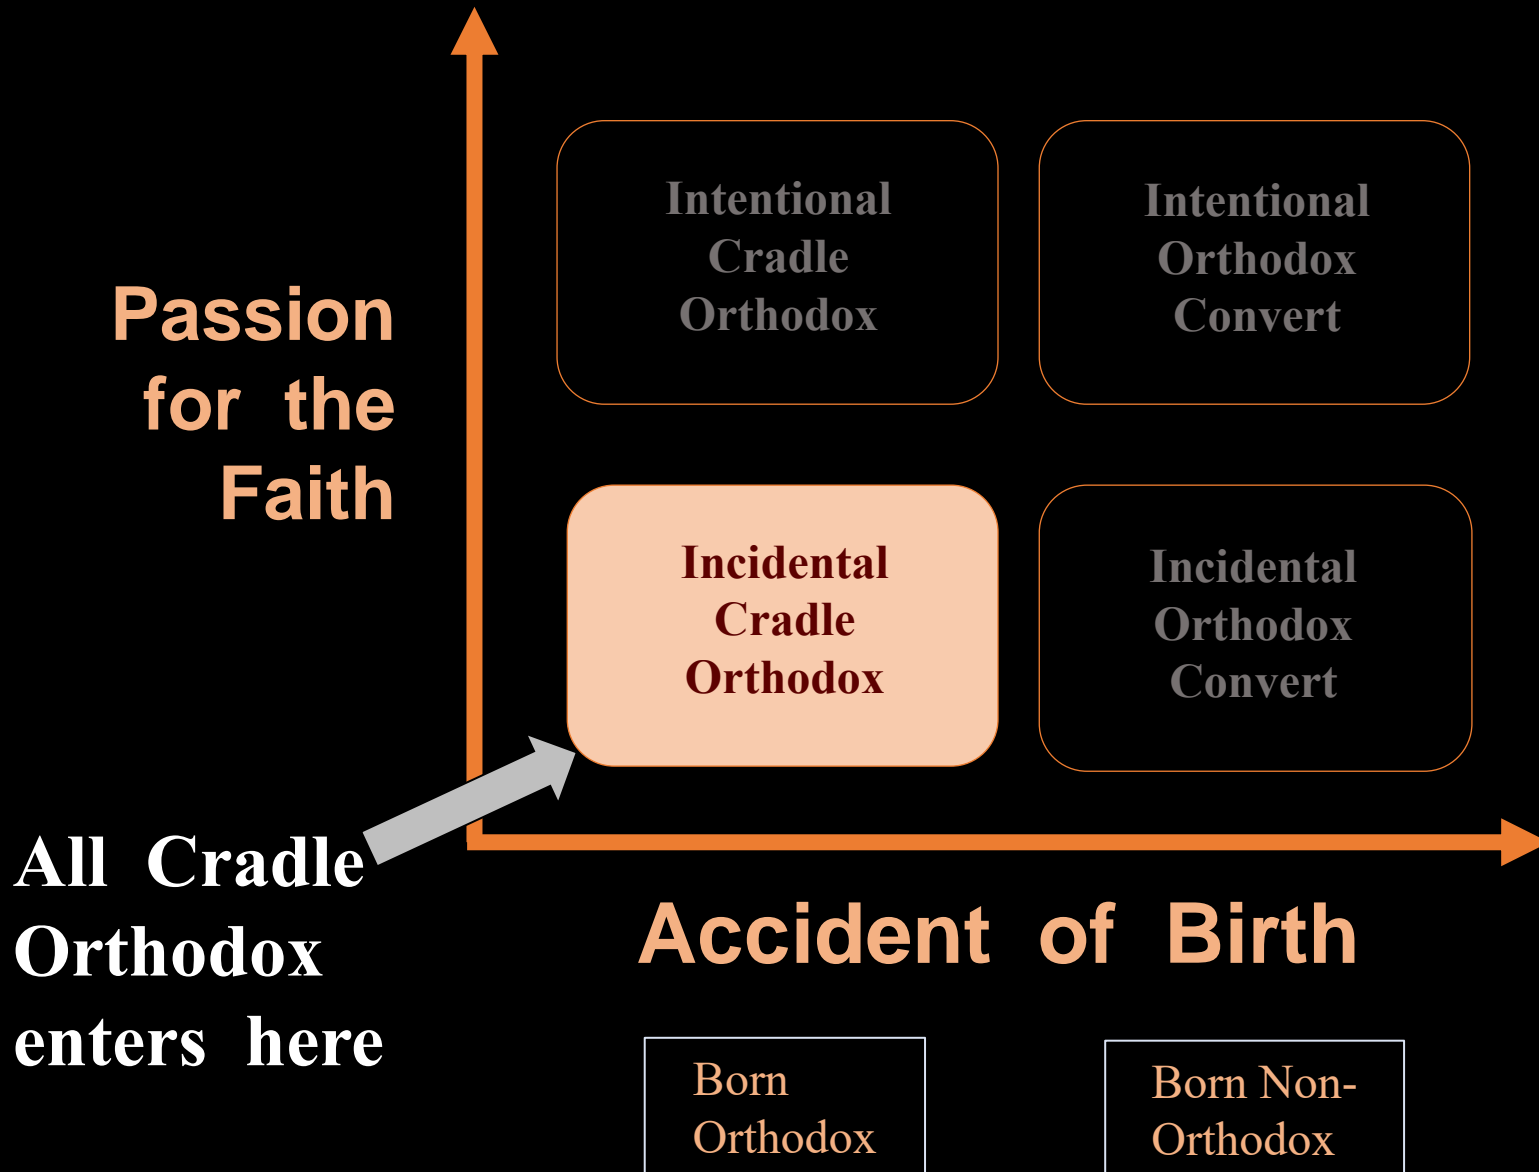 Intentional
Cradle
Orthodox
Intentional
Orthodox
Convert
Passion
for the
Faith
Incidental
Cradle
Orthodox
Incidental
Orthodox
Convert
All Cradle
Orthodox
enters here
Accident of Birth
Born
Orthodox
Born Non-
Orthodox